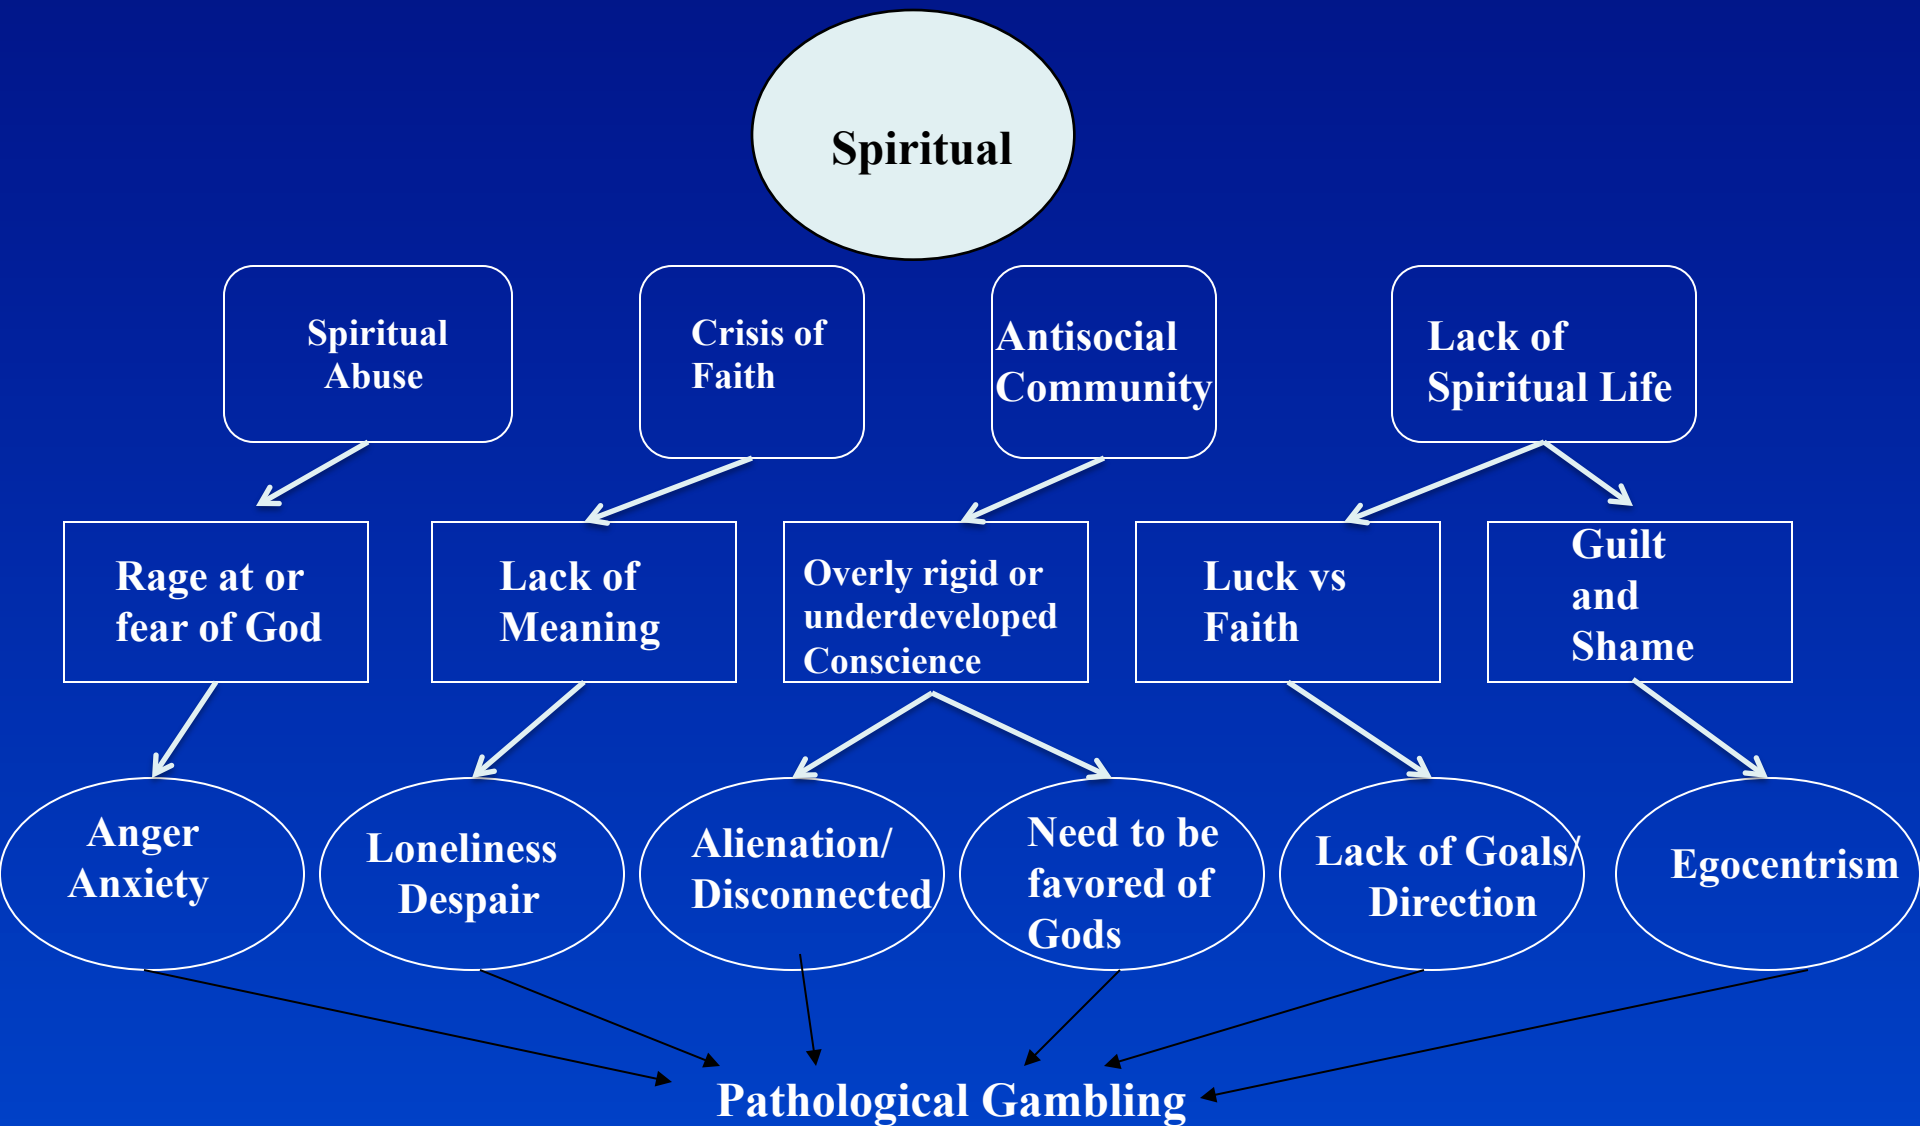 Spiritual
Spiritual
Abuse
Crisis of
Faith
Antisocial
Community
Lack of
Spiritual Life
Rage at or
fear of God
Lack of
Meaning
Overly rigid or
underdeveloped
Conscience
Luck vs
Faith
Guilt
and
Shame
Anger
Anxiety
Loneliness
Despair
Alienation/
Disconnected
Need to be
favored of
Gods
Lack of Goals/
Direction
Egocentrism
Pathological Gambling